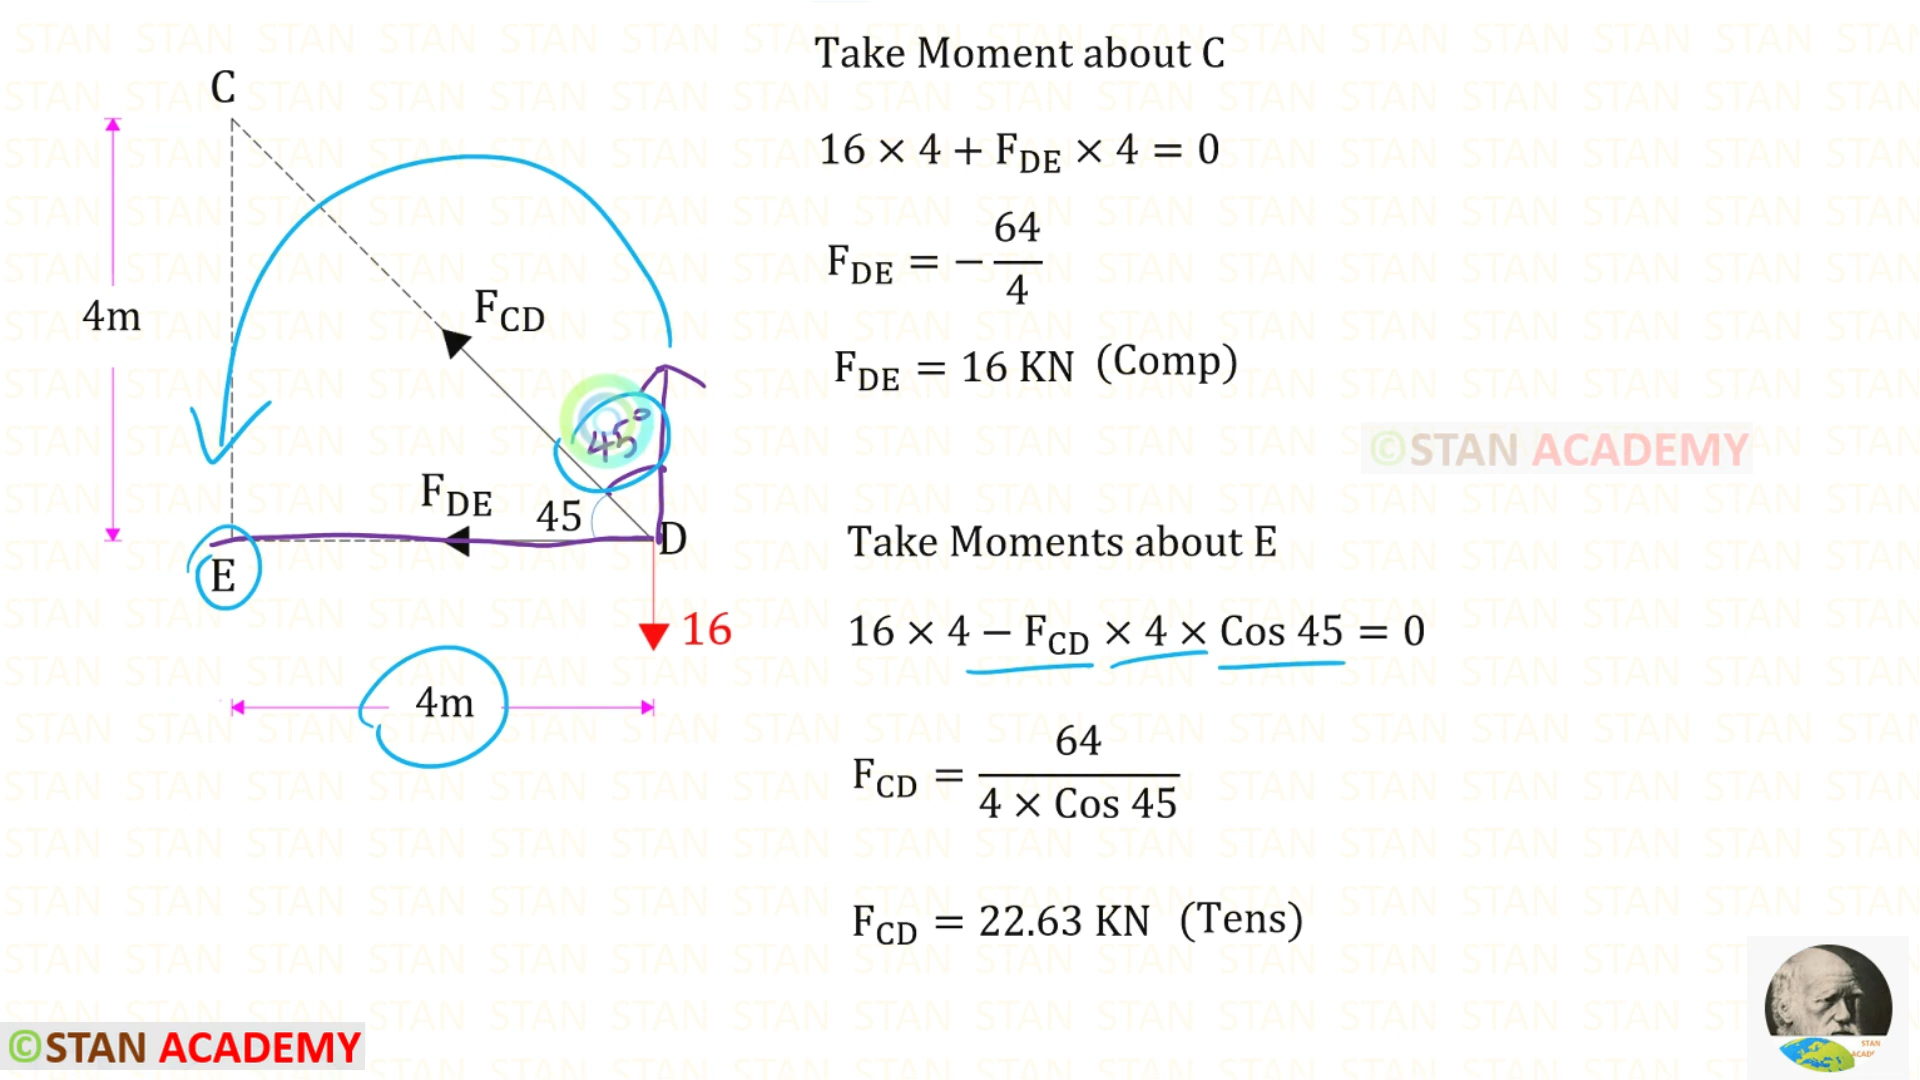 C
4m
F_CD
45°
F_DE
45
D
E
16
4m
Take Moment about C
16 × 4 + F_DE × 4 = 0
F_DE = − 64/4
F_DE = 16 KN (Comp)
©STAN ACADEMY
Take Moments about E
16 × 4 − F_CD × 4 × Cos 45 = 0
F_CD = 64/(4 × Cos 45)
F_CD = 22.63 KN (Tens)
©STAN ACADEMY
STAN